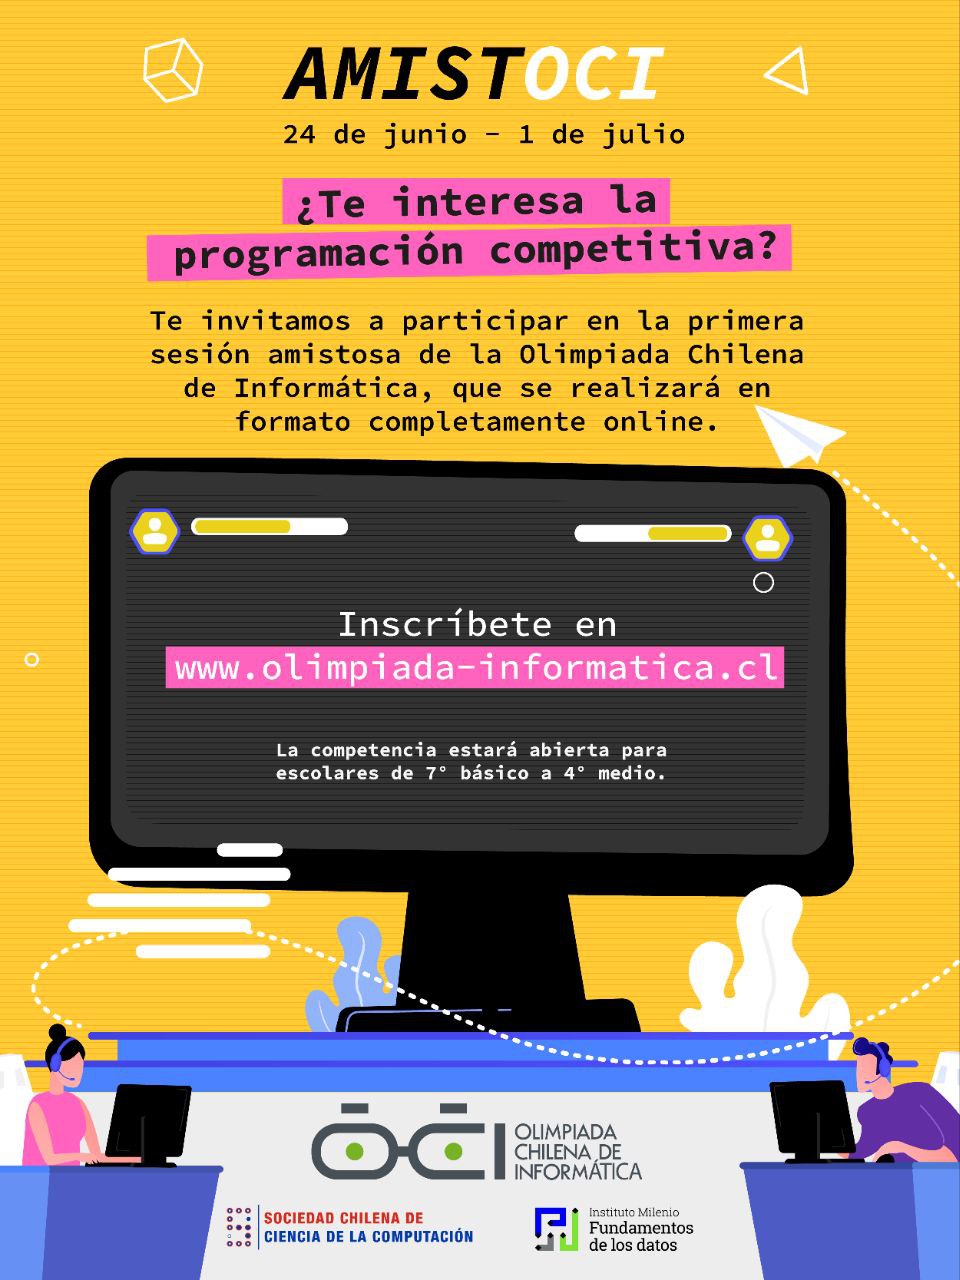 AMISTOCI
24 de junio - 1 de julio
¿Te interesa la
programación competitiva?
Te invitamos a participar en la primera
sesión amistosa de la Olimpiada Chilena
de Informática, que se realizará en
formato completamente online.
Inscríbete en
www.olimpiada-informatica.cl
La competencia estará abierta para
escolares de 7° básico a 4° medio.
OCI
OLIMPIADA
CHILENA DE
INFORMÁTICA
SOCIEDAD CHILENA DE
CIENCIA DE LA COMPUTACIÓN
Instituto Milenio
Fundamentos
de los datos